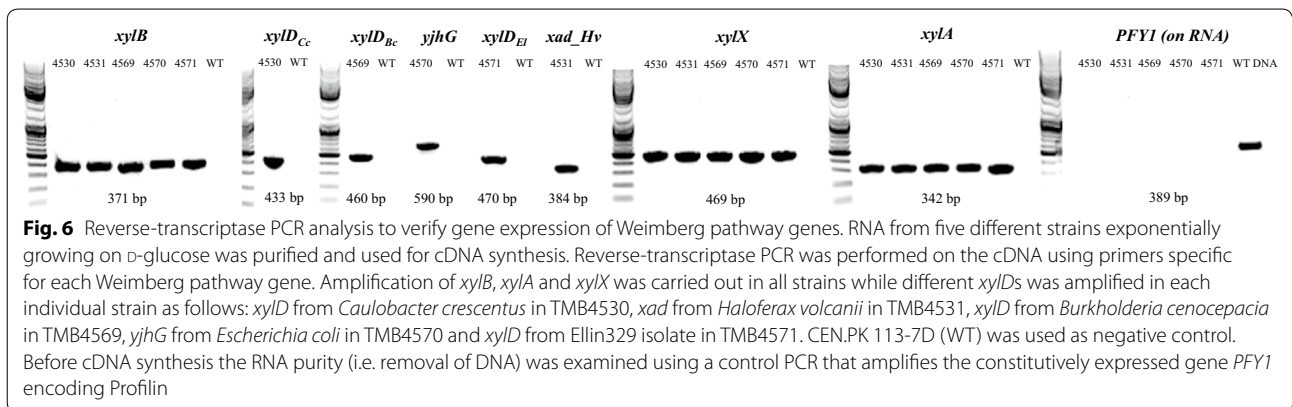 xylB xylD_Cc xylD_Bc yjhG xylD_El xad_Hv xylX xylA PFY1 (on RNA)
4530 4531 4569 4570 4571 WT 4530 WT 4569 WT 4570 WT 4571 WT 4531 WT 4530 4531 4569 4570 4571 WT 4530 4531 4569 4570 4571 WT 4530 4531 4569 4570 4571 WT DNA
371 bp 433 bp 460 bp 590 bp 470 bp 384 bp 469 bp 342 bp 389 bp
Fig. 6 Reverse-transcriptase PCR analysis to verify gene expression of Weimberg pathway genes. RNA from five different strains exponentially
growing on D-glucose was purified and used for cDNA synthesis. Reverse-transcriptase PCR was performed on the cDNA using primers specific
for each Weimberg pathway gene. Amplification of xylB, xylA and xylX was carried out in all strains while different xylDs was amplified in each
individual strain as follows: xylD from Caulobacter crescentus in TMB4530, xad from Haloferax volcanii in TMB4531, xylD from Burkholderia cenocepacia
in TMB4569, yjhG from Escherichia coli in TMB4570 and xylD from Ellin329 isolate in TMB4571. CEN.PK 113-7D (WT) was used as negative control.
Before cDNA synthesis the RNA purity (i.e. removal of DNA) was examined using a control PCR that amplifies the constitutively expressed gene PFY1
encoding Profilin